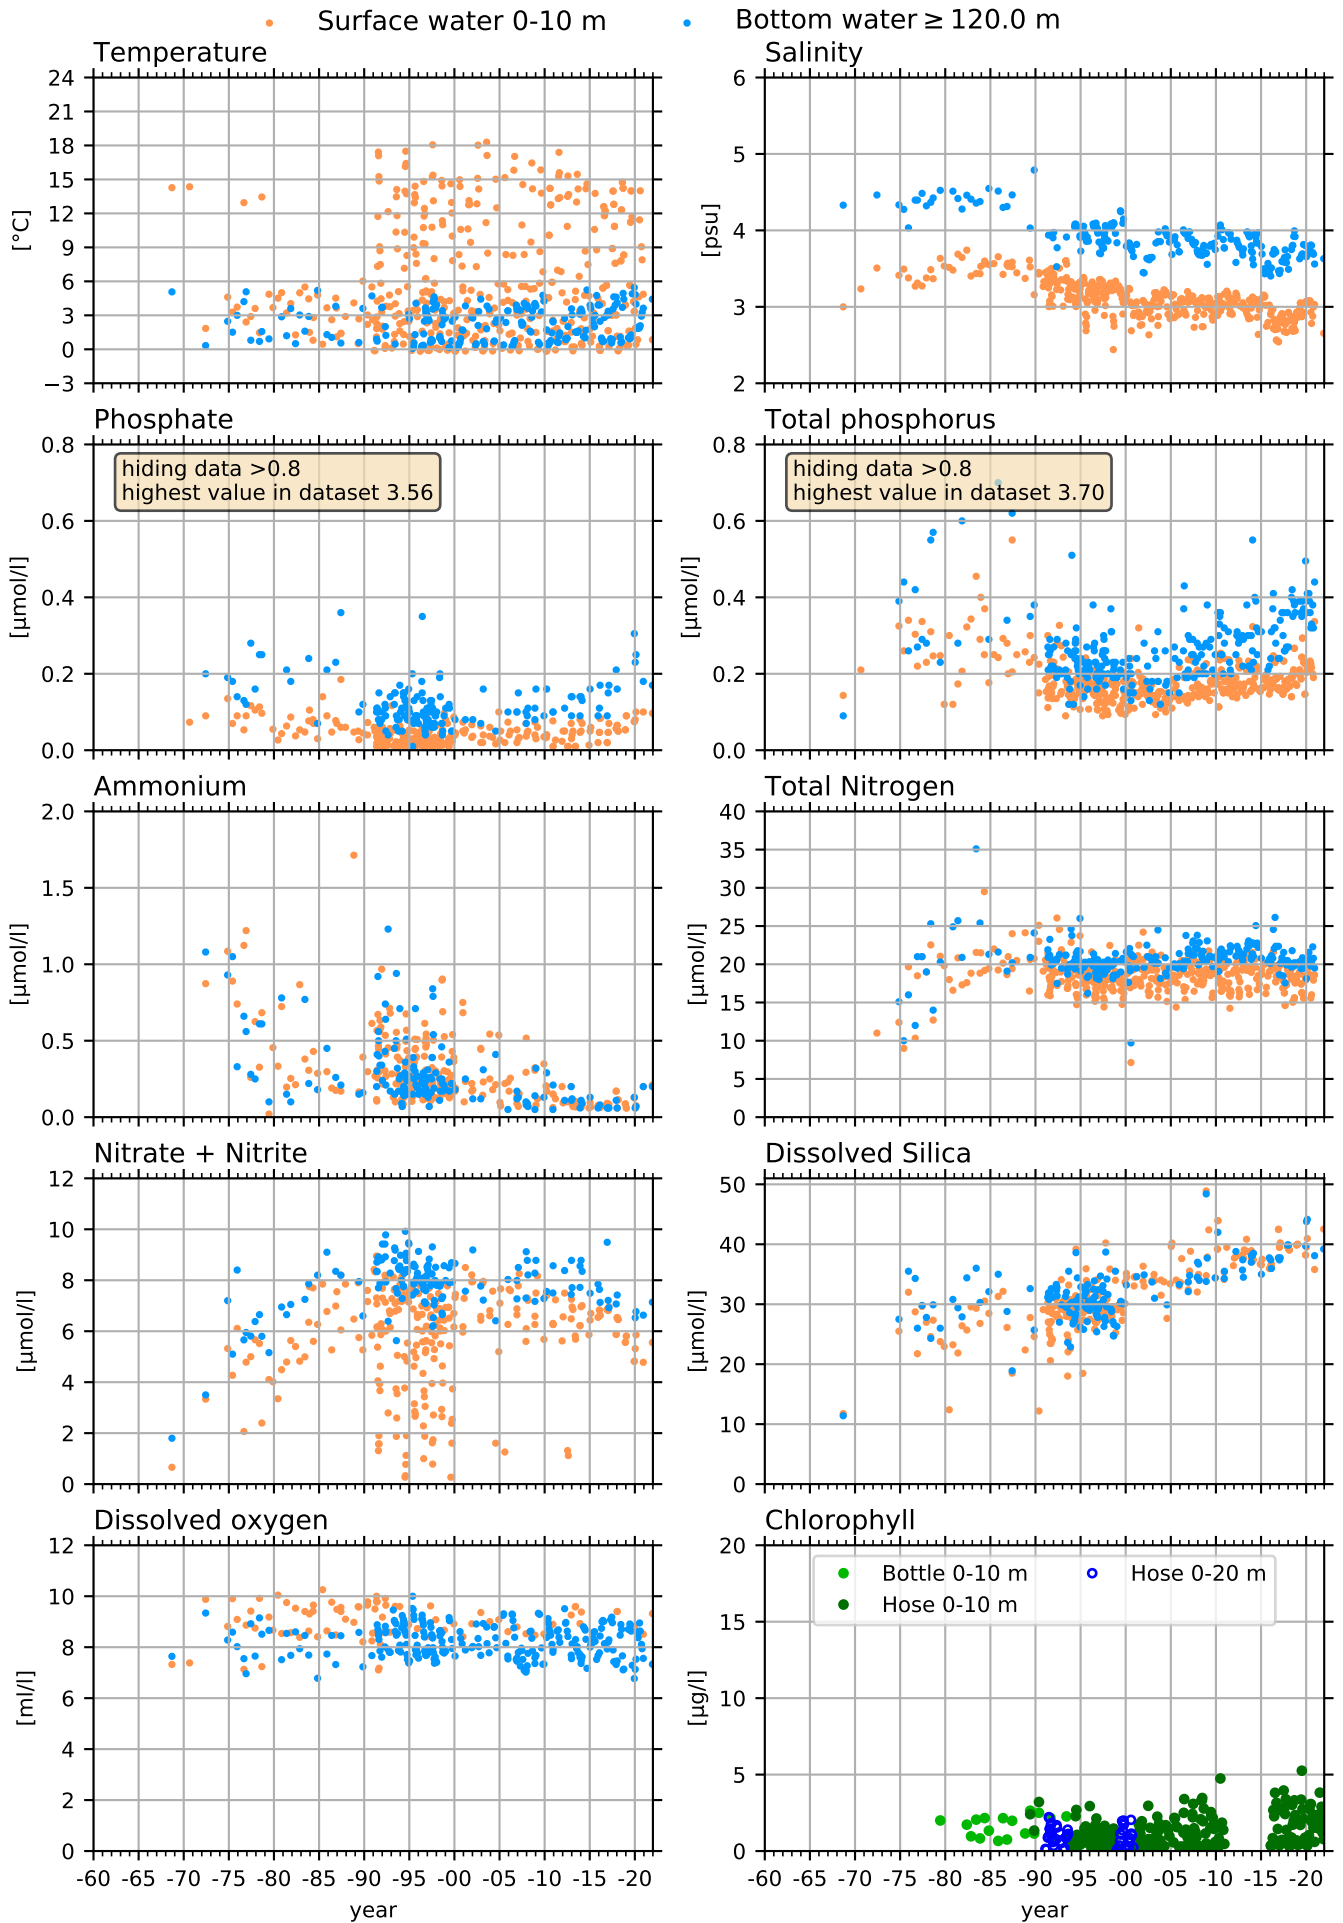 Surface water 0-10 m
Bottom water ≥ 120.0 m
Temperature
24
21
18
15
12
9
6
3
0
−3
[°C]
Salinity
6
5
4
3
2
[psu]
Phosphate
0.8
0.6
0.4
0.2
0.0
[µmol/l]
hiding data >0.8
highest value in dataset 3.56
Total phosphorus
0.8
0.6
0.4
0.2
0.0
[µmol/l]
hiding data >0.8
highest value in dataset 3.70
Ammonium
2.0
1.5
1.0
0.5
0.0
[µmol/l]
Total Nitrogen
40
35
30
25
20
15
10
5
0
[µmol/l]
Nitrate + Nitrite
12
10
8
6
4
2
0
[µmol/l]
Dissolved Silica
50
40
30
20
10
0
[µmol/l]
Dissolved oxygen
12
10
8
6
4
2
0
[ml/l]
-60 -65 -70 -75 -80 -85 -90 -95 -00 -05 -10 -15 -20
year
Chlorophyll
20
15
10
5
0
[µg/l]
Bottle 0-10 m
Hose 0-10 m
Hose 0-20 m
-60 -65 -70 -75 -80 -85 -90 -95 -00 -05 -10 -15 -20
year